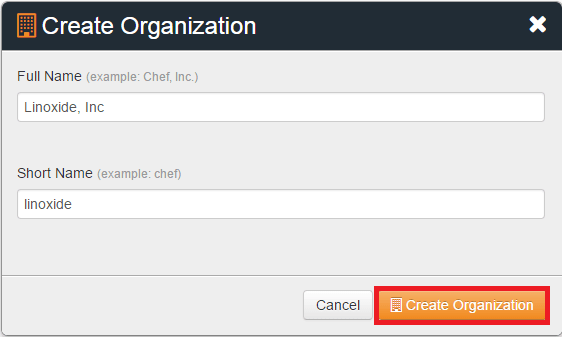 Create Organization
Full Name (example: Chef, Inc.)
Linoxide, Inc
Short Name (example: chef)
linoxide
Cancel Create Organization